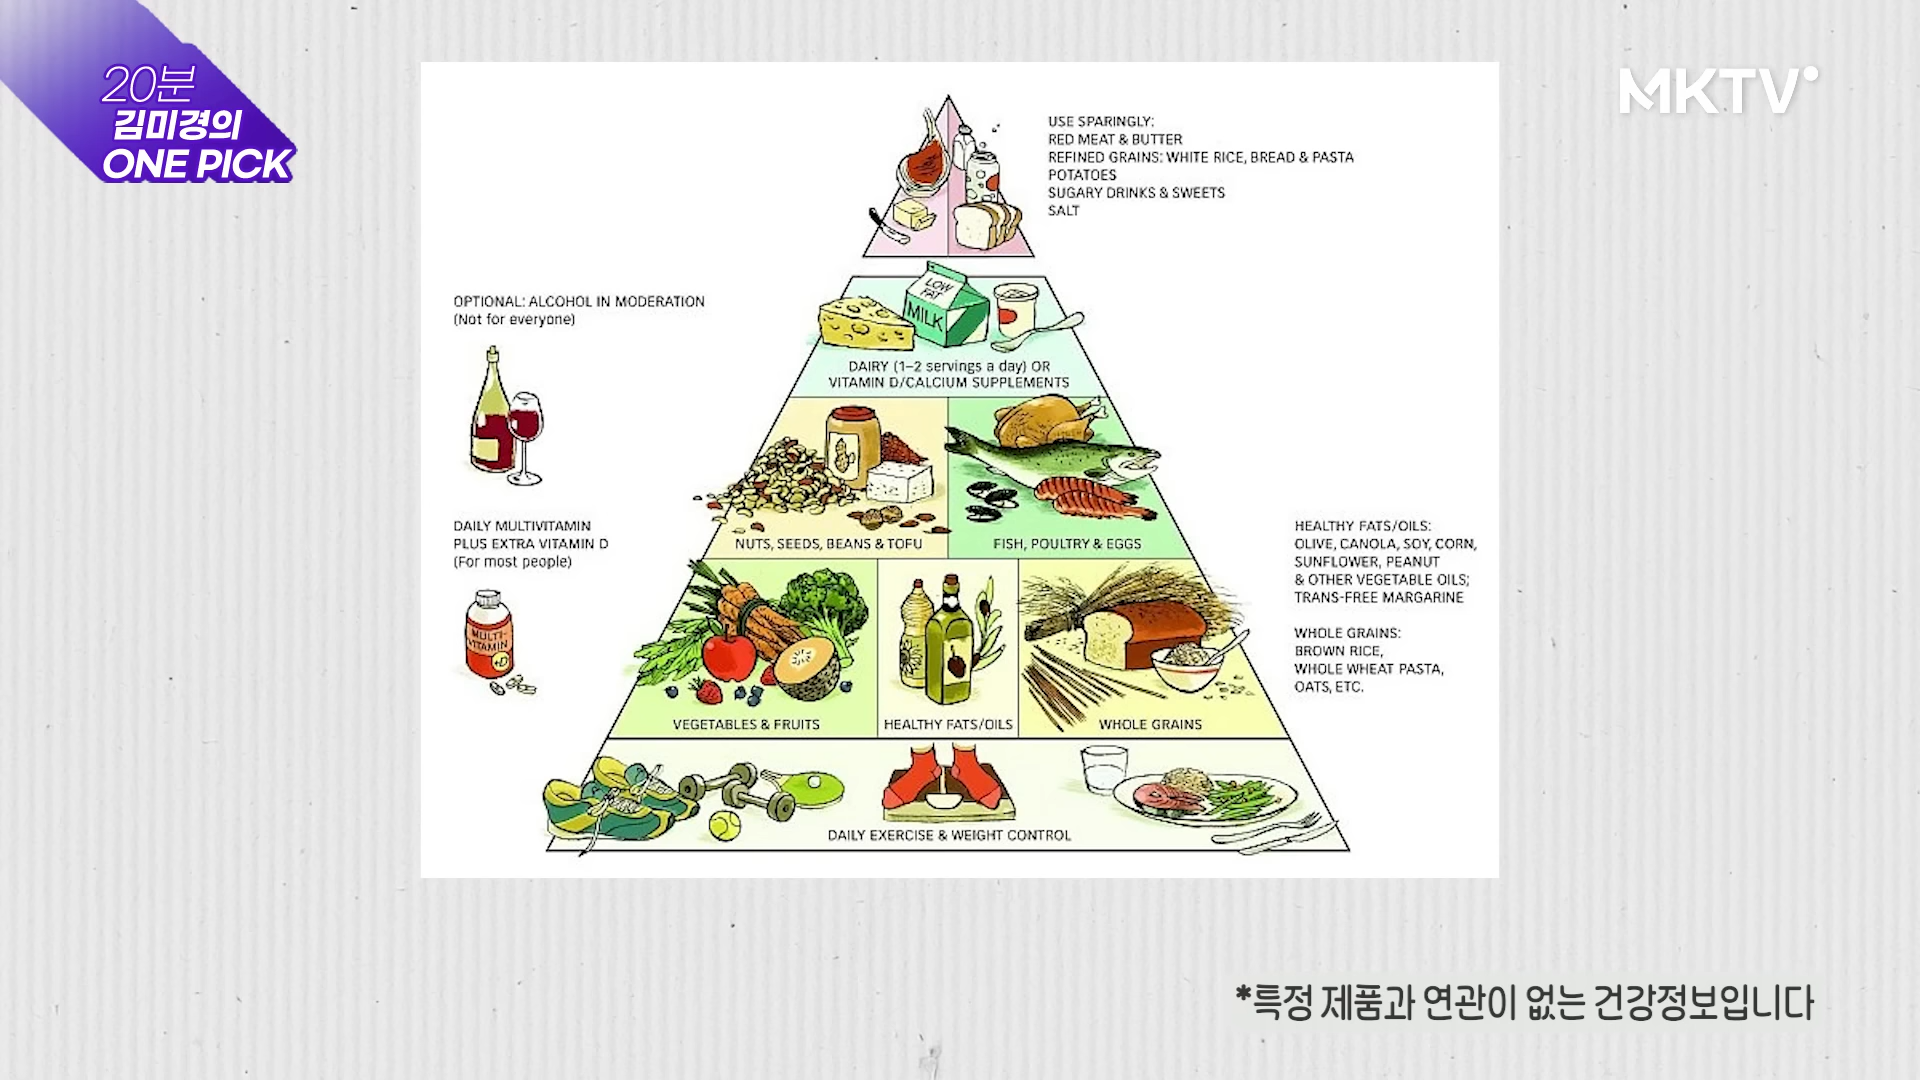 20분
김미경의
ONE PICK
MKTV
USE SPARINGLY:
RED MEAT & BUTTER
REFINED GRAINS: WHITE RICE, BREAD & PASTA
POTATOES
SUGARY DRINKS & SWEETS
SALT
OPTIONAL: ALCOHOL IN MODERATION
(Not for everyone)
LOW
FAT
MILK
DAIRY (1–2 servings a day) OR
VITAMIN D/CALCIUM SUPPLEMENTS
NUTS, SEEDS, BEANS & TOFU
FISH, POULTRY & EGGS
DAILY MULTIVITAMIN
PLUS EXTRA VITAMIN D
(For most people)
MULTI-
VITAMIN
+D
HEALTHY FATS/OILS:
OLIVE, CANOLA, SOY, CORN,
SUNFLOWER, PEANUT
& OTHER VEGETABLE OILS;
TRANS-FREE MARGARINE
WHOLE GRAINS:
BROWN RICE,
WHOLE WHEAT PASTA,
OATS, ETC.
VEGETABLES & FRUITS
HEALTHY FATS/OILS
WHOLE GRAINS
DAILY EXERCISE & WEIGHT CONTROL
*특정 제품과 연관이 없는 건강정보입니다